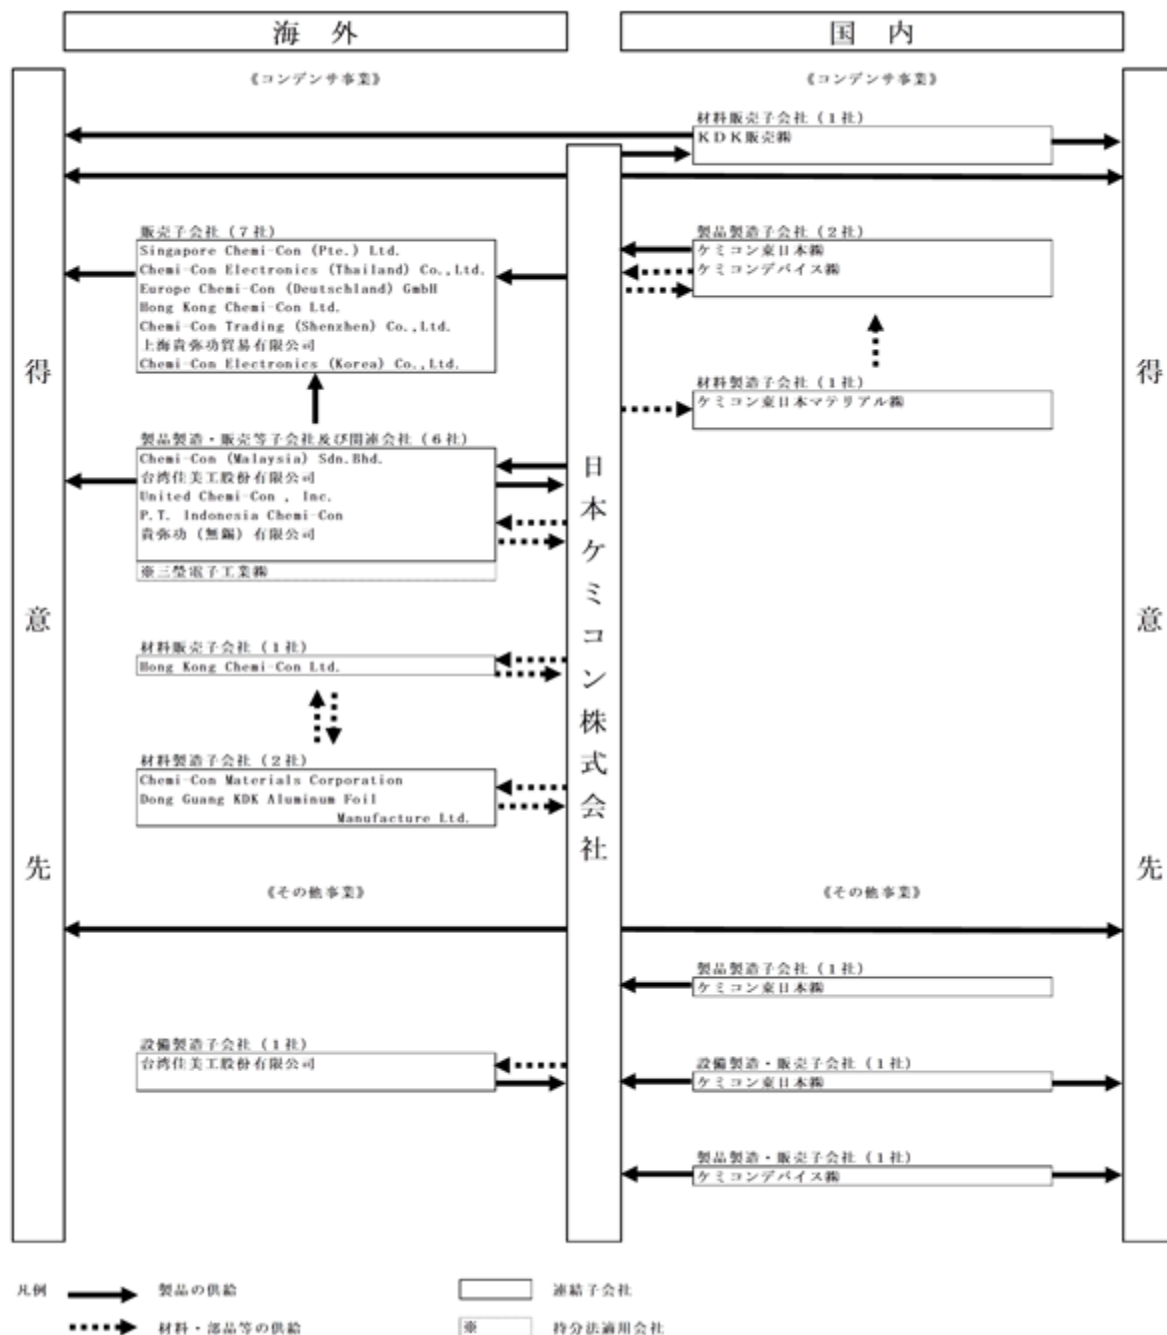 海 外
国 内
《コンデンサ事業》
《コンデンサ事業》
材料販売子会社(1社)
KDK販売㈱
販売子会社(7社)
Singapore Chemi-Con (Pte.) Ltd.
Chemi-Con Electronics (Thailand) Co.,Ltd.
Europe Chemi-Con (Deutschland) GmbH
Hong Kong Chemi-Con Ltd.
Chemi-Con Trading (Shenzhen) Co.,Ltd.
上海貴弥功貿易有限公司
Chemi-Con Electronics (Korea) Co.,Ltd.
製品製造子会社(2社)
ケミコン東日本㈱
ケミコンデバイス㈱
材料製造子会社(1社)
ケミコン東日本マテリアル㈱
製品製造・販売等子会社及び関連会社(6社)
Chemi-Con (Malaysia) Sdn.Bhd.
台湾佳美工股份有限公司
United Chemi-Con , Inc.
P.T. Indonesia Chemi-Con
貴弥功(無錫)有限公司
※三瑩電子工業㈱
材料販売子会社(1社)
Hong Kong Chemi-Con Ltd.
材料製造子会社(2社)
Chemi-Con Materials Corporation
Dong Guang KDK Aluminum Foil
Manufacture Ltd.
得意先
日本ケミコン株式会社
得意先
《その他事業》
《その他事業》
製品製造子会社(1社)
ケミコン東日本㈱
設備製造子会社(1社)
台湾佳美工股份有限公司
設備製造・販売子会社(1社)
ケミコン東日本㈱
製品製造・販売子会社(1社)
ケミコンデバイス㈱
凡例
製品の供給
連結子会社
材料・部品等の供給
※
持分法適用会社